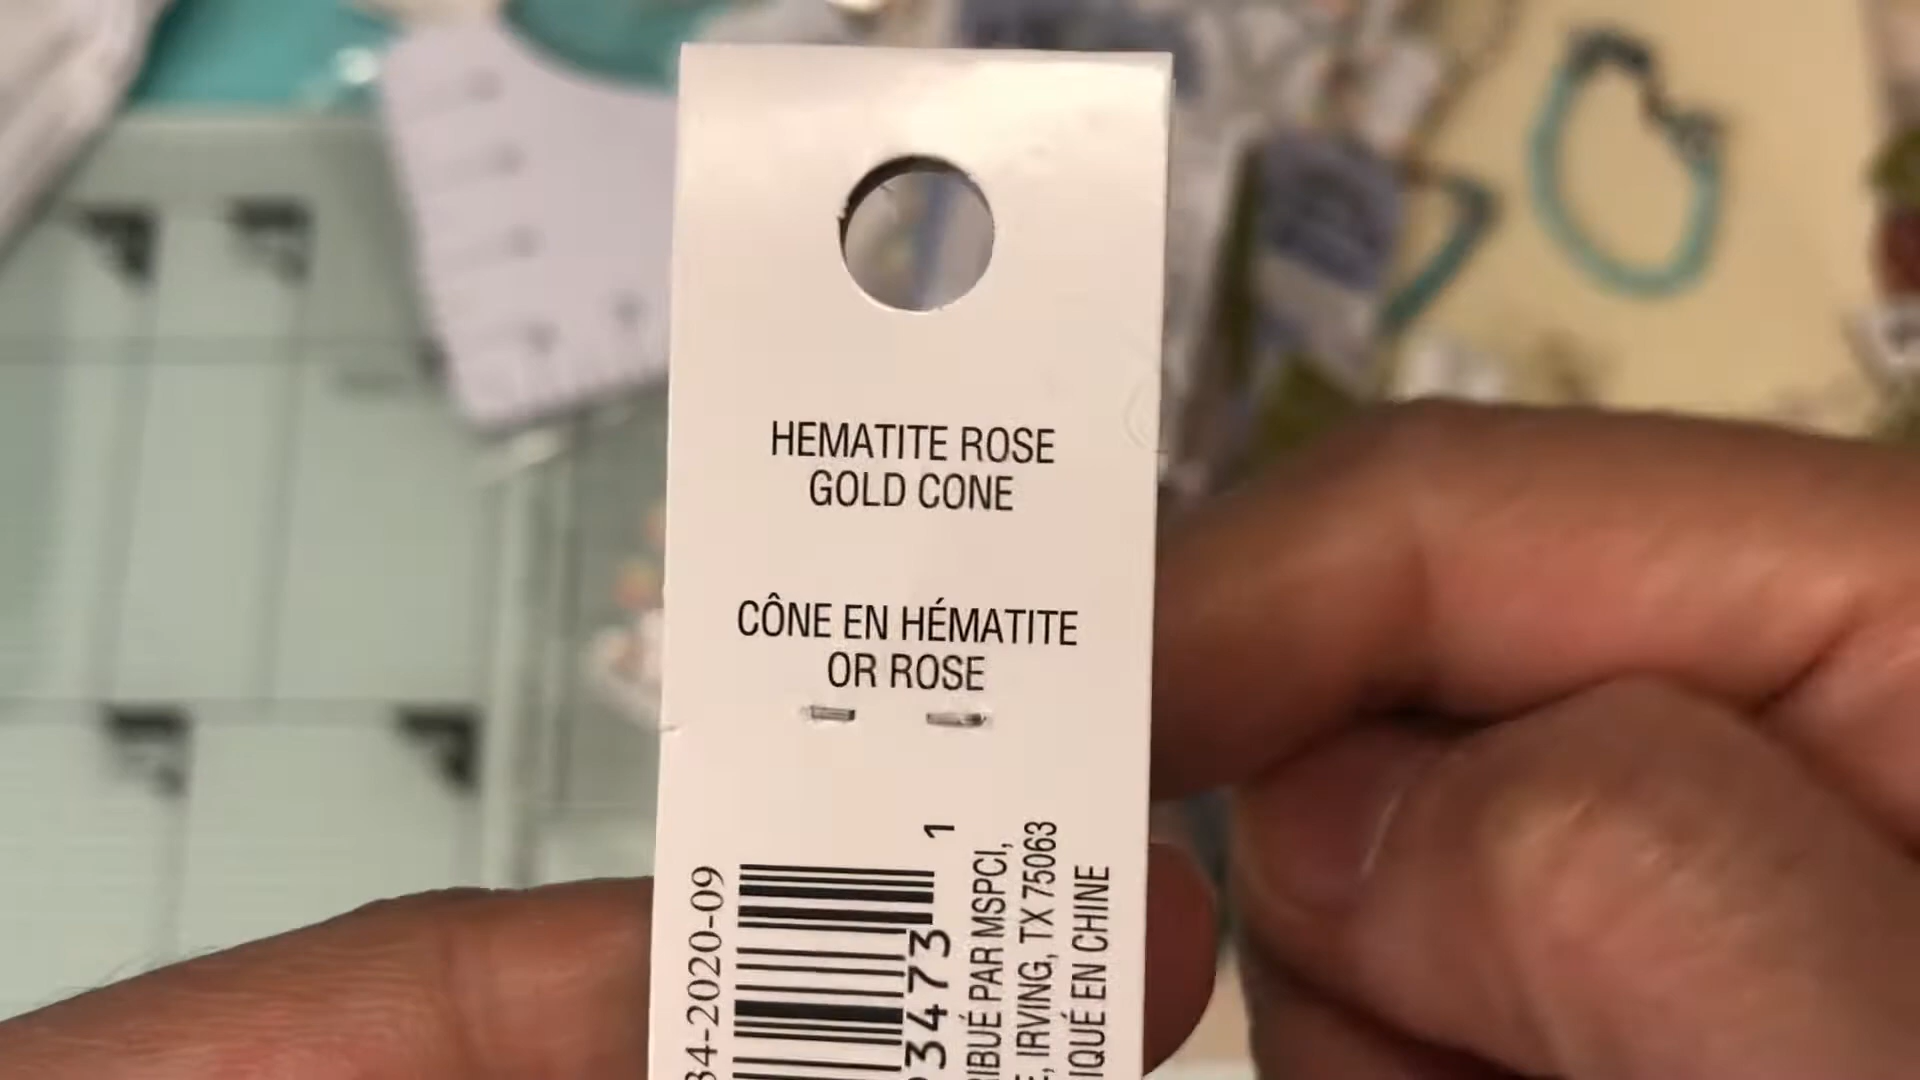 HEMATITE ROSE
GOLD CONE
CÔNE EN HÉMATITE
OR ROSE
34-2020-09
3473 1
PAR MSPCI,
IRVING, TX 75063
EN CHINE